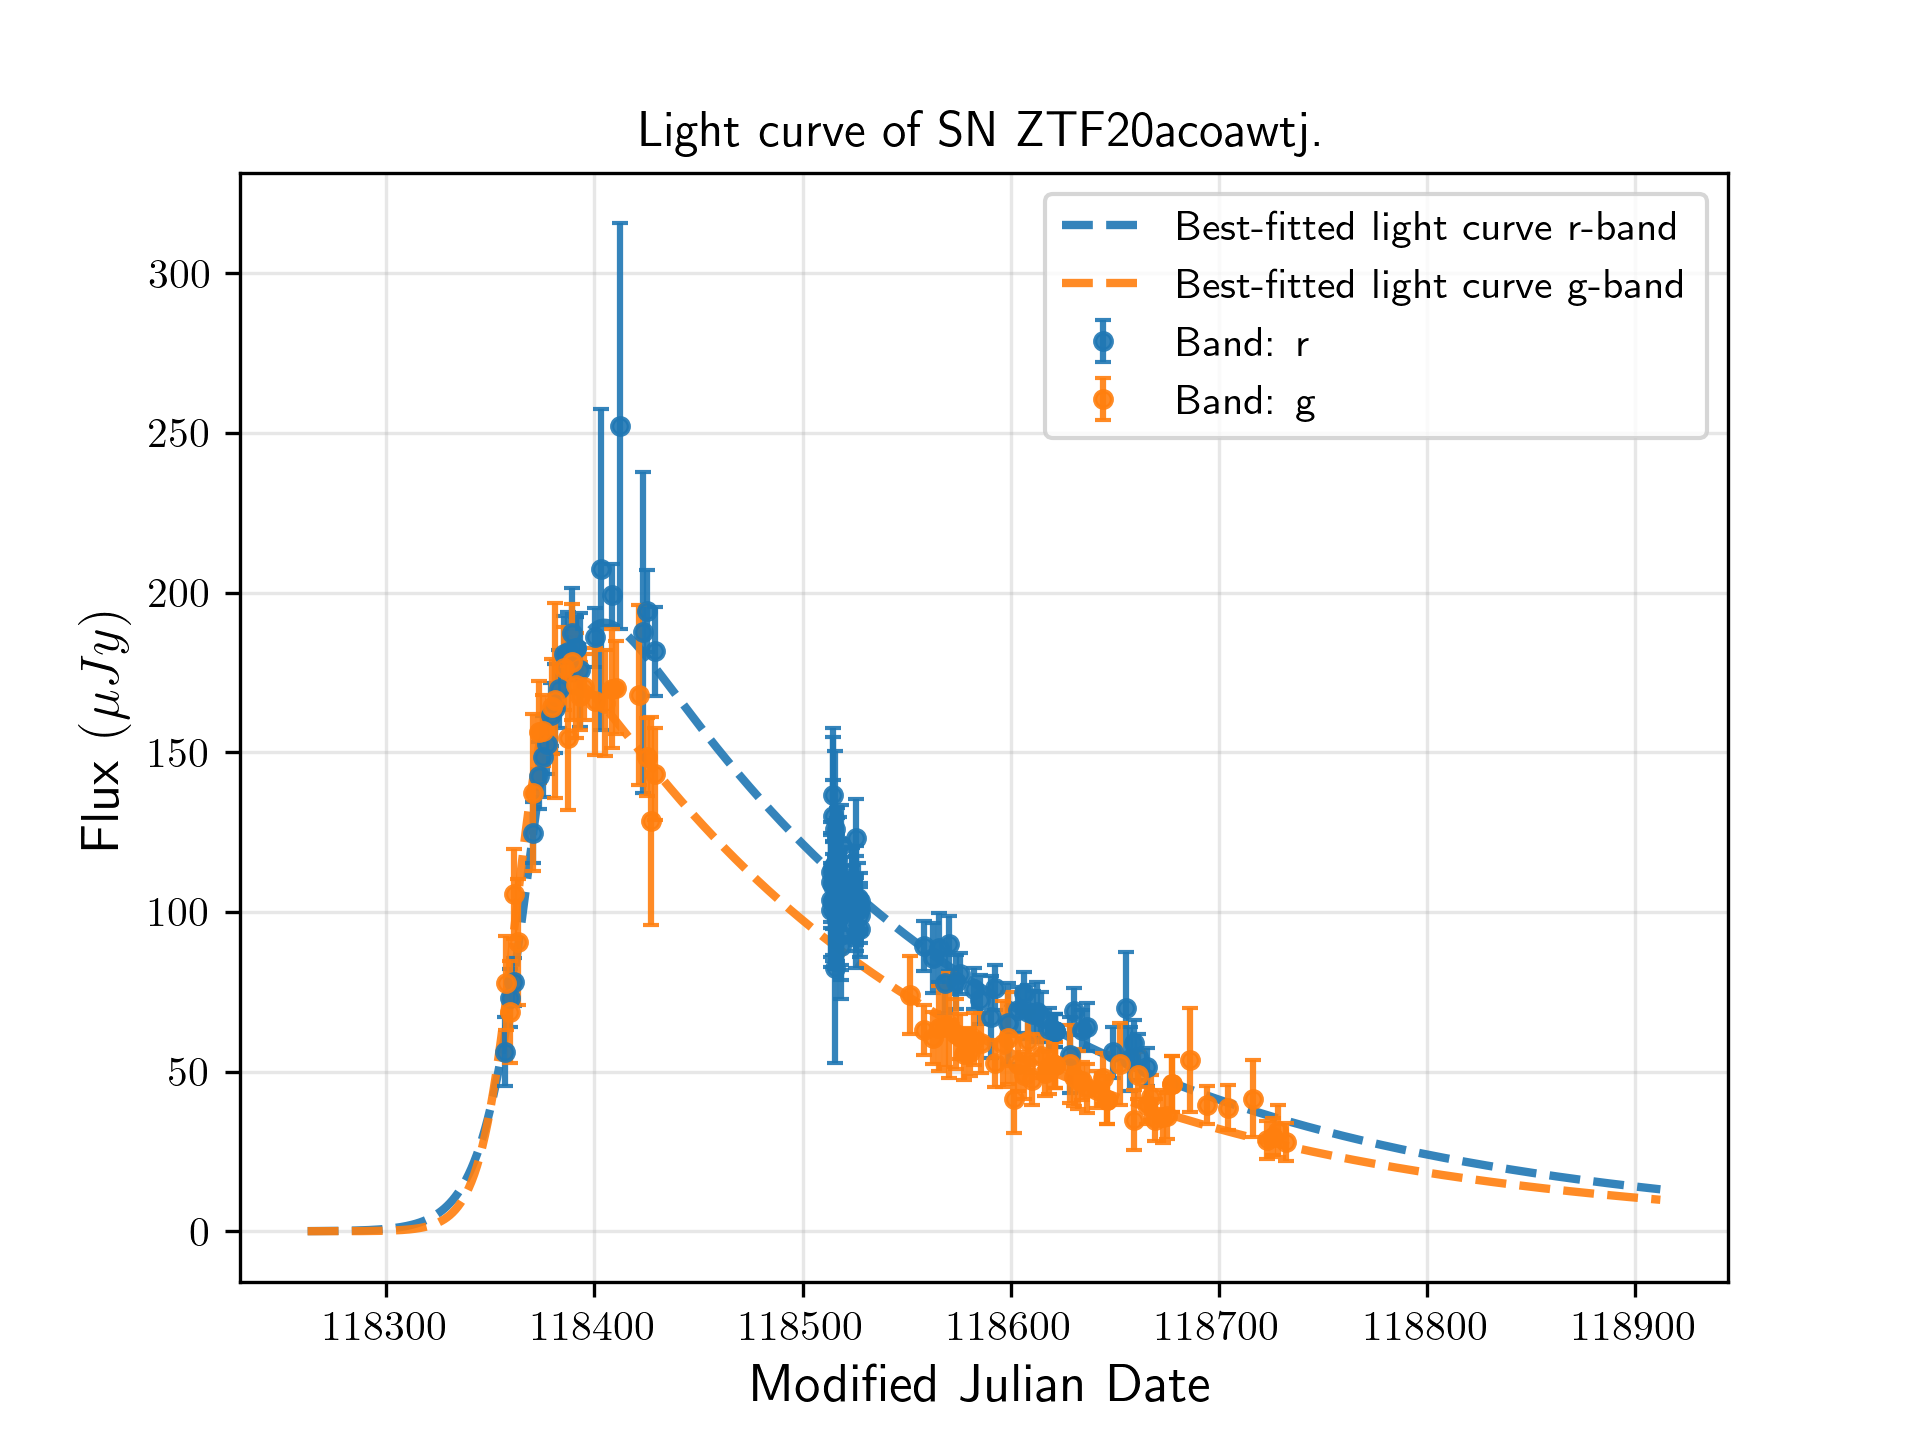 Light curve of SN ZTF20acoawtj.
Best-fitted light curve r-band
Best-fitted light curve g-band
Band: r
Band: g
300
250
200
150
100
50
0
Flux (μJy)
118300 118400 118500 118600 118700 118800 118900
Modified Julian Date